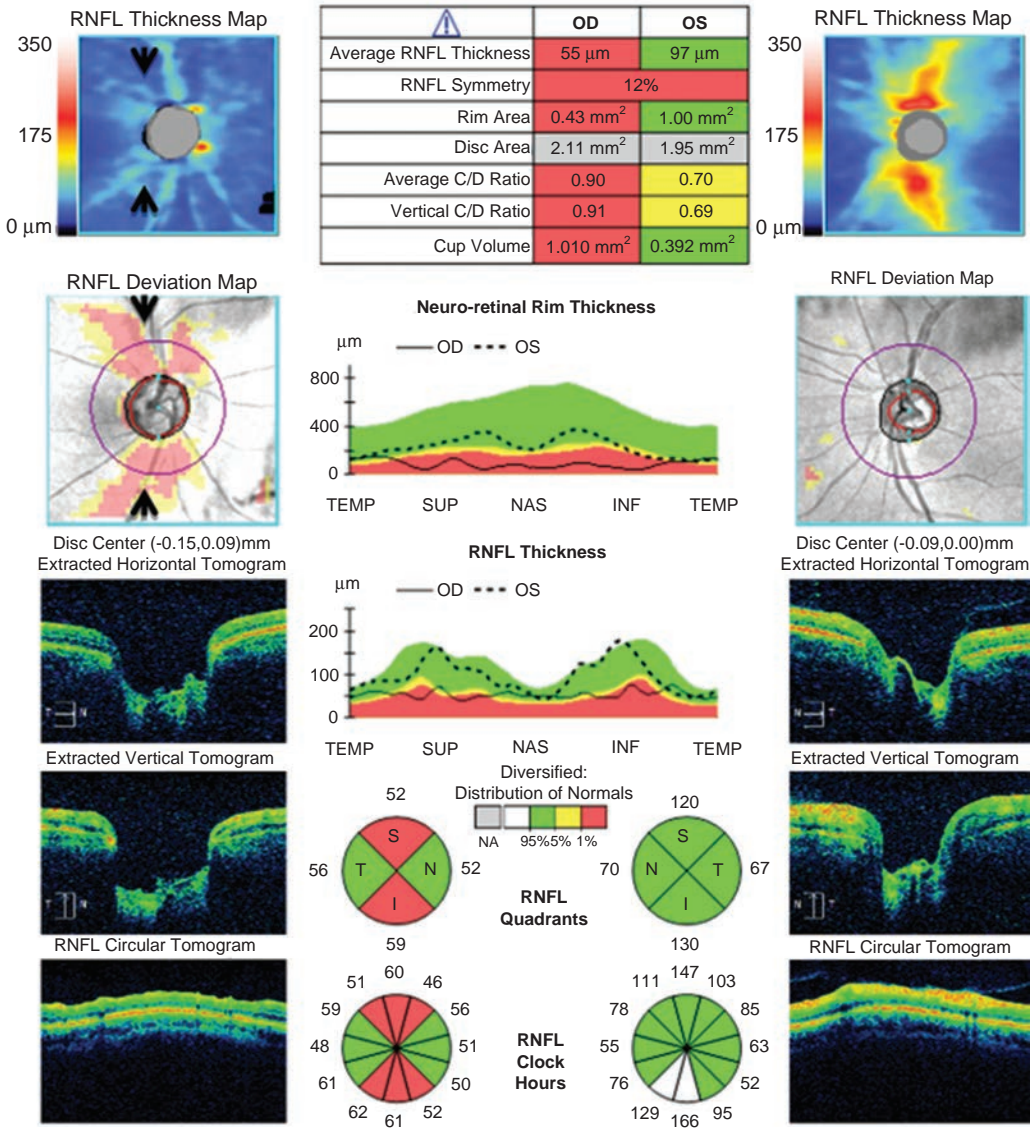 RNFL Thickness Map
350
175
0 μm
OD OS
Average RNFL Thickness 55 μm 97 μm
RNFL Symmetry 12%
Rim Area 0.43 mm² 1.00 mm²
Disc Area 2.11 mm² 1.95 mm²
Average C/D Ratio 0.90 0.70
Vertical C/D Ratio 0.91 0.69
Cup Volume 1.010 mm² 0.392 mm²
RNFL Thickness Map
350
175
0 μm
RNFL Deviation Map
Disc Center (-0.15,0.09)mm
Extracted Horizontal Tomogram
T N
Extracted Vertical Tomogram
T N
RNFL Circular Tomogram
Neuro-retinal Rim Thickness
μm OD OS
800
400
0
TEMP SUP NAS INF TEMP
RNFL Thickness
μm OD OS
200
100
0
TEMP SUP NAS INF TEMP
Diversified:
Distribution of Normals
NA 95% 5% 1%
52
S
56 T N 52
I
59
RNFL
Quadrants
120
S
70 N T 67
I
130
60
51 46
59 56
48 51
61 50
62 52
61
RNFL
Clock
Hours
147
111 103
78 85
55 63
76 52
129 95
166
RNFL Deviation Map
Disc Center (-0.09,0.00)mm
Extracted Horizontal Tomogram
T N
Extracted Vertical Tomogram
T N
RNFL Circular Tomogram